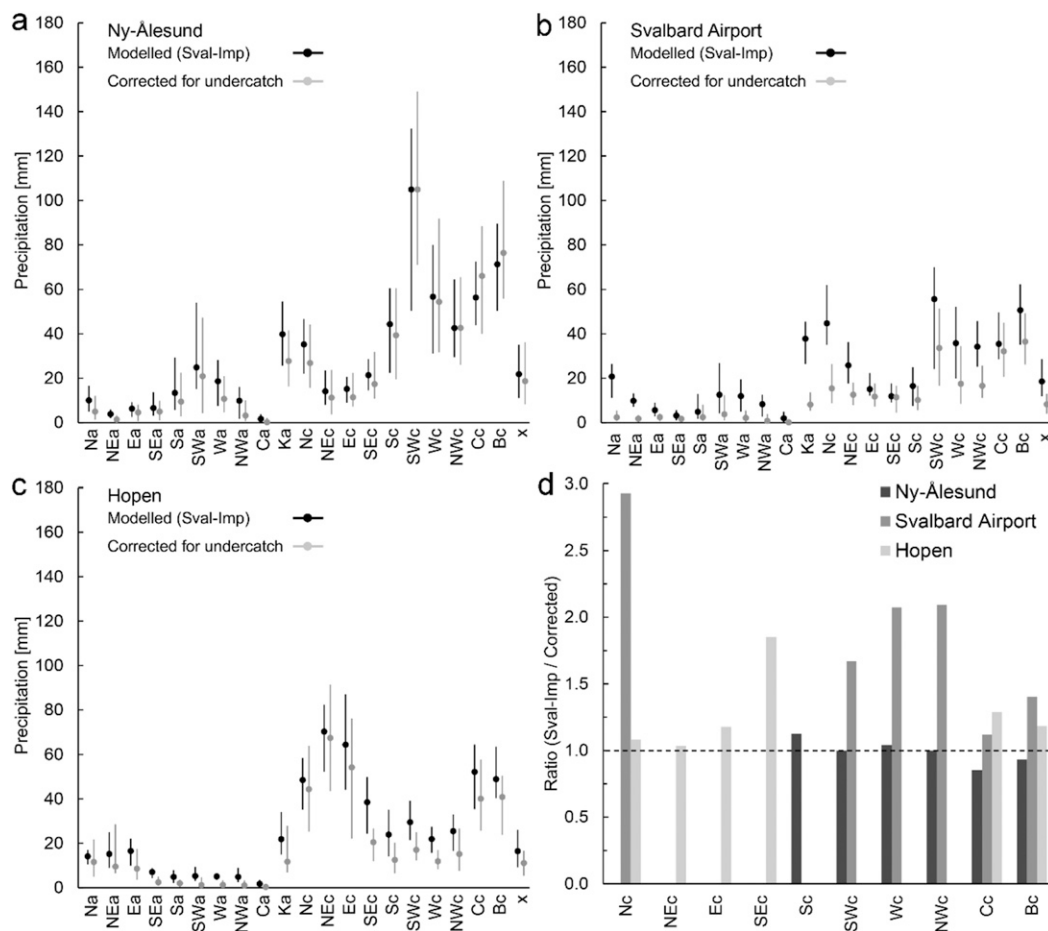 a
Ny-Ålesund
Modelled (Sval-Imp)
Corrected for undercatch
Precipitation [mm]
180
160
140
120
100
80
60
40
20
0
Na NEa Ea SEa Sa SWa Wa NWa Ca Ka Nc NEc Ec SEc Sc SWc Wc NWc Cc Bc x
b
Svalbard Airport
Modelled (Sval-Imp)
Corrected for undercatch
Precipitation [mm]
180
160
140
120
100
80
60
40
20
0
Na NEa Ea SEa Sa SWa Wa NWa Ca Ka Nc NEc Ec SEc Sc SWc Wc NWc Cc Bc x
c
Hopen
Modelled (Sval-Imp)
Corrected for undercatch
Precipitation [mm]
180
160
140
120
100
80
60
40
20
0
Na NEa Ea SEa Sa SWa Wa NWa Ca Ka Nc NEc Ec SEc Sc SWc Wc NWc Cc Bc x
d
Ny-Ålesund
Svalbard Airport
Hopen
Ratio (Sval-Imp / Corrected)
3.0
2.5
2.0
1.5
1.0
0.5
0.0
Nc NEc Ec SEc Sc SWc Wc NWc Cc Bc